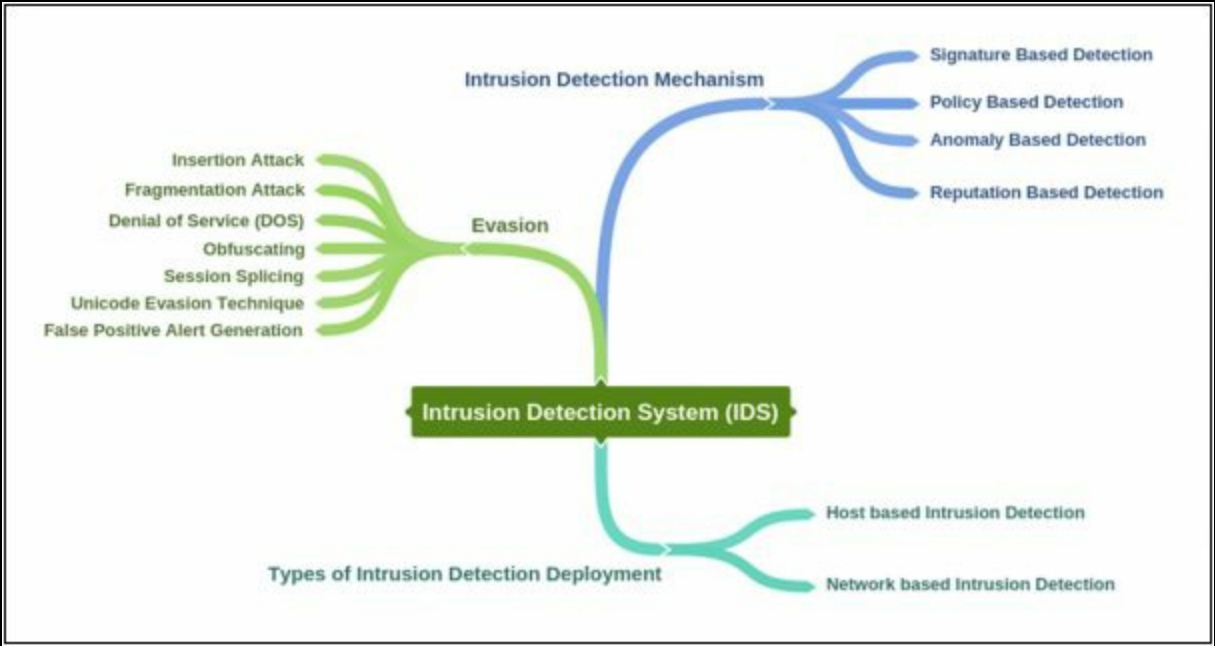 Intrusion Detection Mechanism
Signature Based Detection
Policy Based Detection
Anomaly Based Detection
Reputation Based Detection
Evasion
Insertion Attack
Fragmentation Attack
Denial of Service (DOS)
Obfuscating
Session Splicing
Unicode Evasion Technique
False Positive Alert Generation
Intrusion Detection System (IDS)
Types of Intrusion Detection Deployment
Host based Intrusion Detection
Network based Intrusion Detection